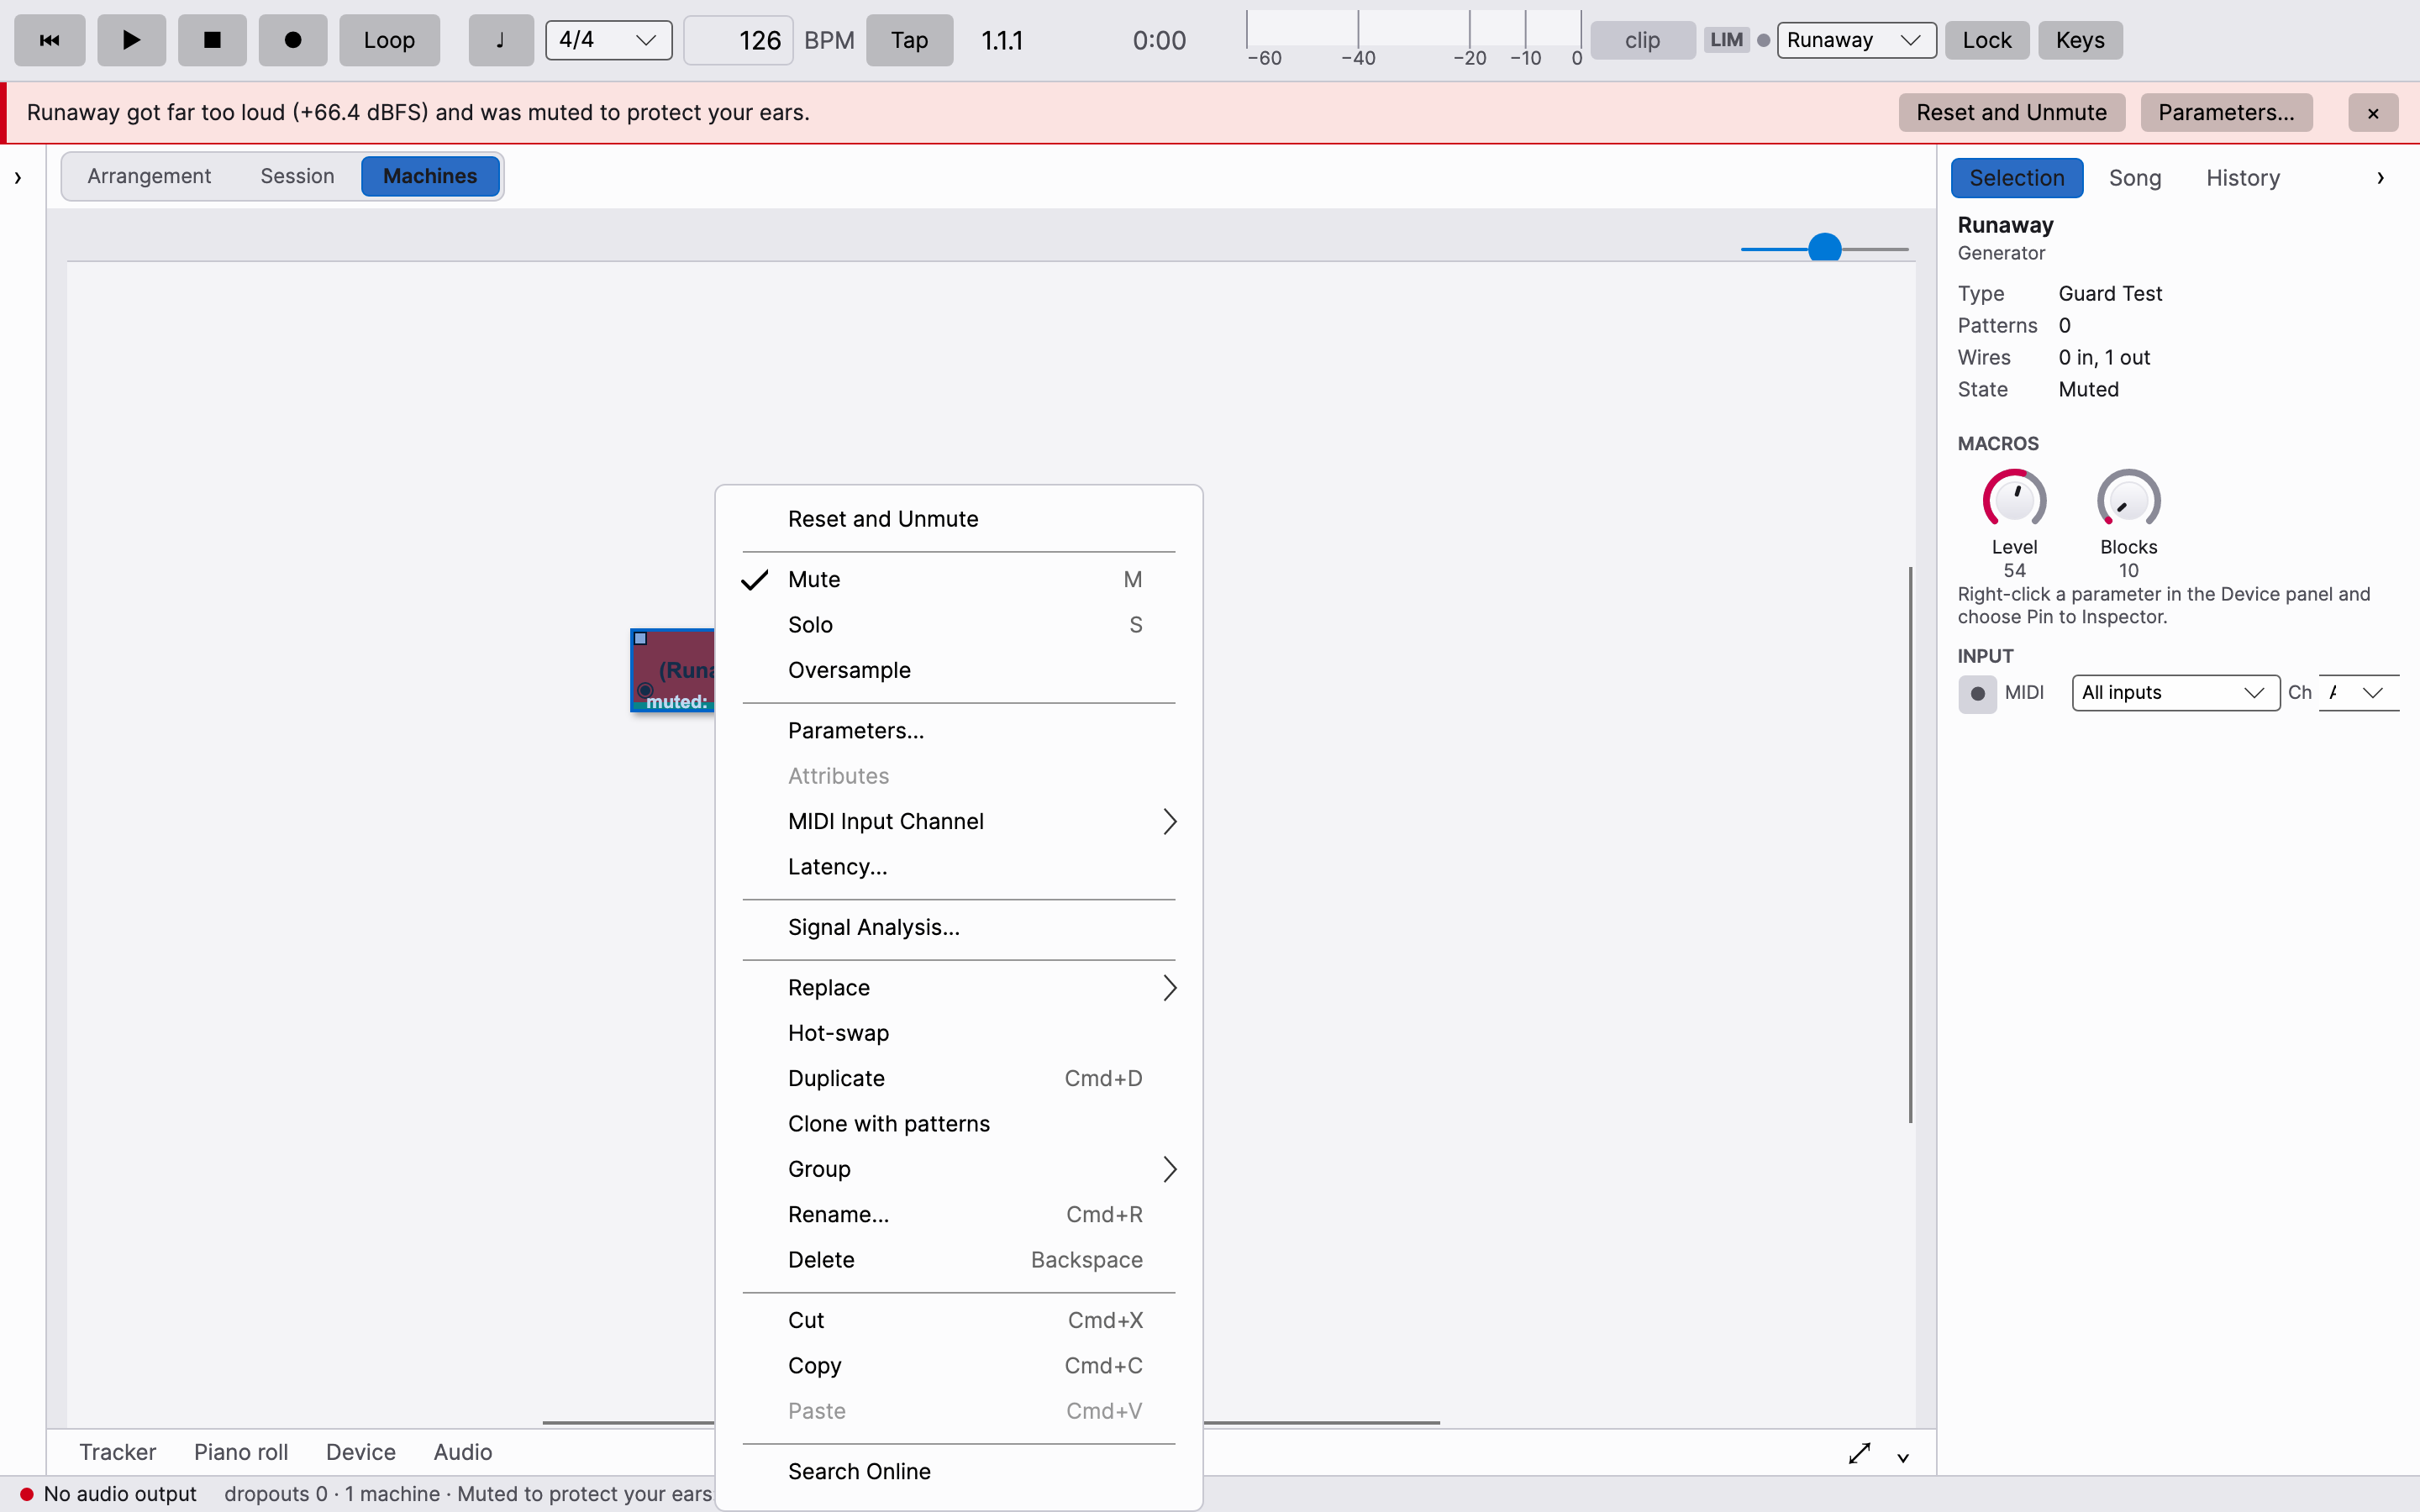 Loop
4/4
126 BPM
Tap
1.1.1
0:00
−60 −40 −20 −10 0
clip
LIM
Runaway
Lock
Keys
Runaway got far too loud (+66.4 dBFS) and was muted to protect your ears.
Reset and Unmute
Parameters...
Arrangement
Session
Machines
Selection
Song
History
Runaway
Generator
Type Guard Test
Patterns 0
Wires 0 in, 1 out
State Muted
MACROS
Level Blocks
54 10
Right-click a parameter in the Device panel and
choose Pin to Inspector.
INPUT
MIDI All inputs Ch
muted:
Reset and Unmute
Mute M
Solo S
Oversample
Parameters...
Attributes
MIDI Input Channel
Latency...
Signal Analysis...
Replace
Hot-swap
Duplicate Cmd+D
Clone with patterns
Group
Rename... Cmd+R
Delete Backspace
Cut Cmd+X
Copy Cmd+C
Paste Cmd+V
Search Online
Tracker
Piano roll
Device
Audio
No audio output
dropouts 0 · 1 machine · Muted to protect your ears